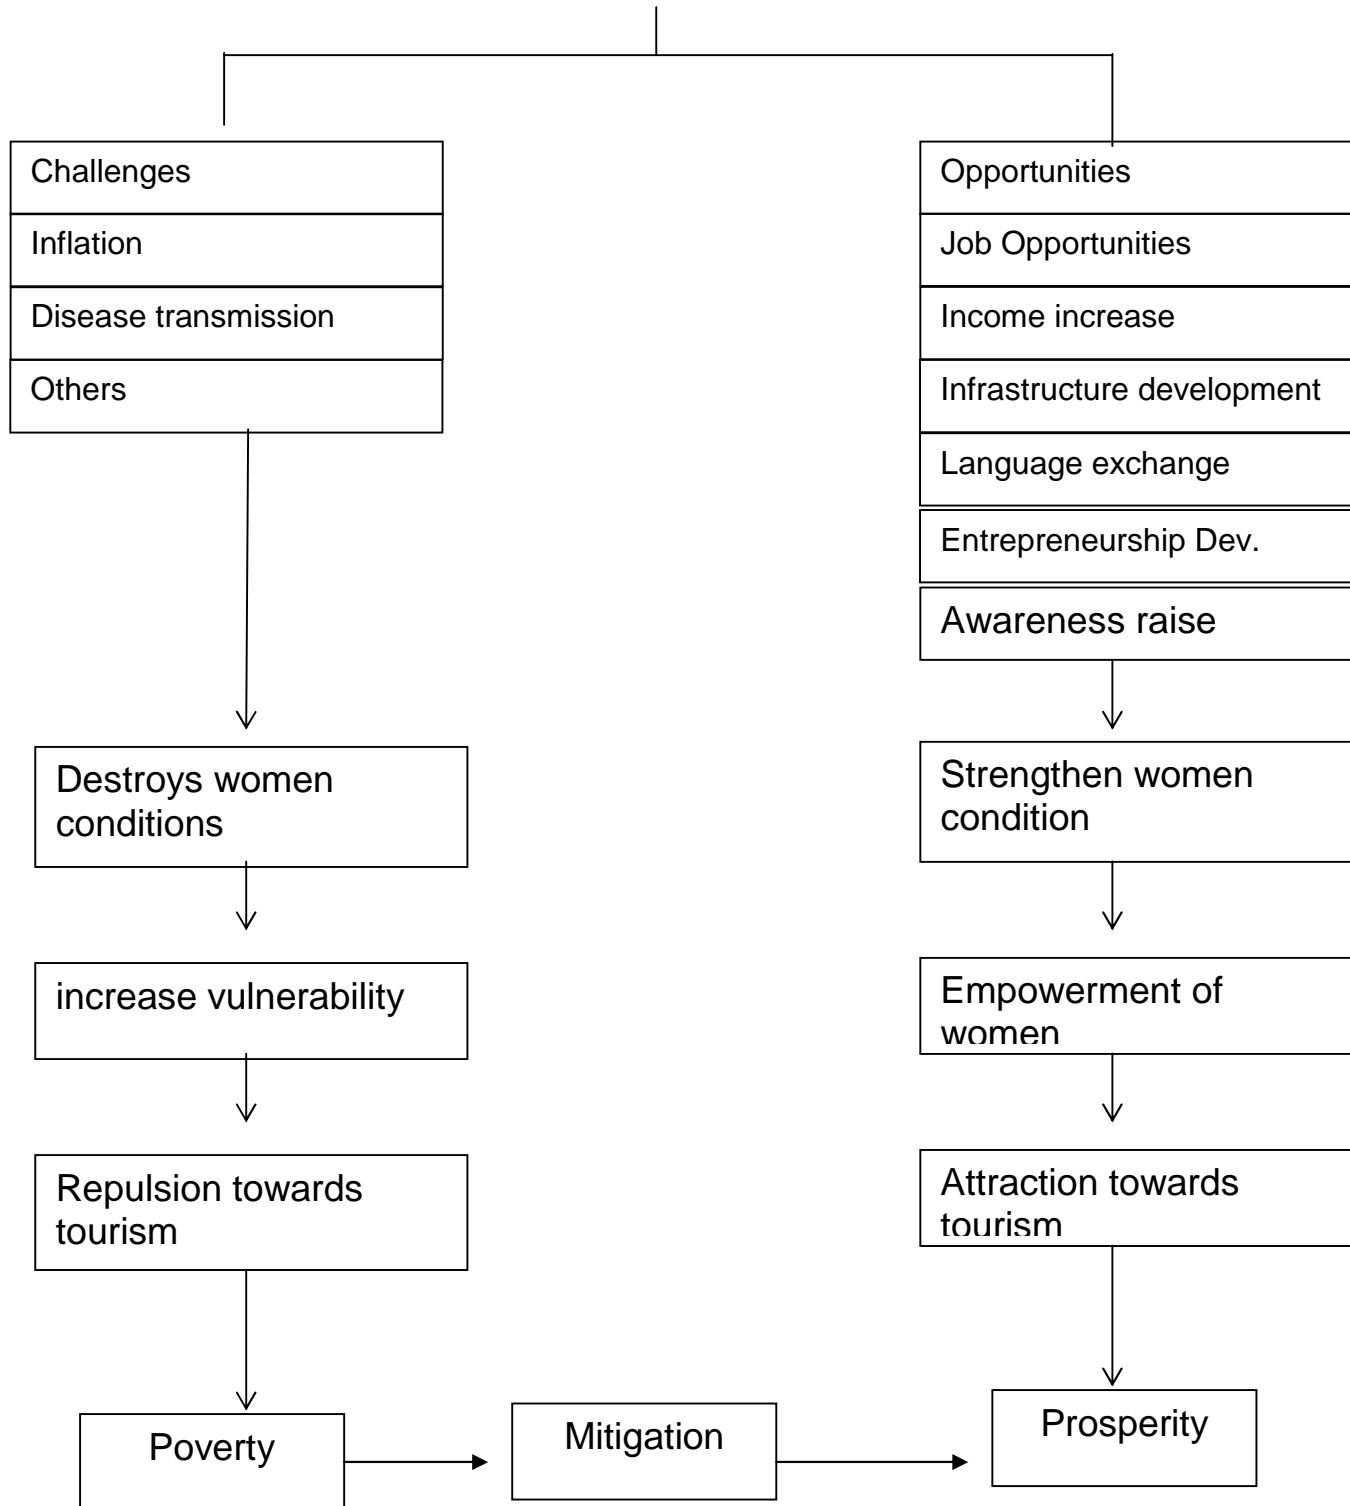 Challenges
Inflation
Disease transmission
Others
Destroys women
conditions
increase vulnerability
Repulsion towards
tourism
Poverty
Mitigation
Opportunities
Job Opportunities
Income increase
Infrastructure development
Language exchange
Entrepreneurship Dev.
Awareness raise
Strengthen women
condition
Empowerment of
women
Attraction towards
tourism
Prosperity